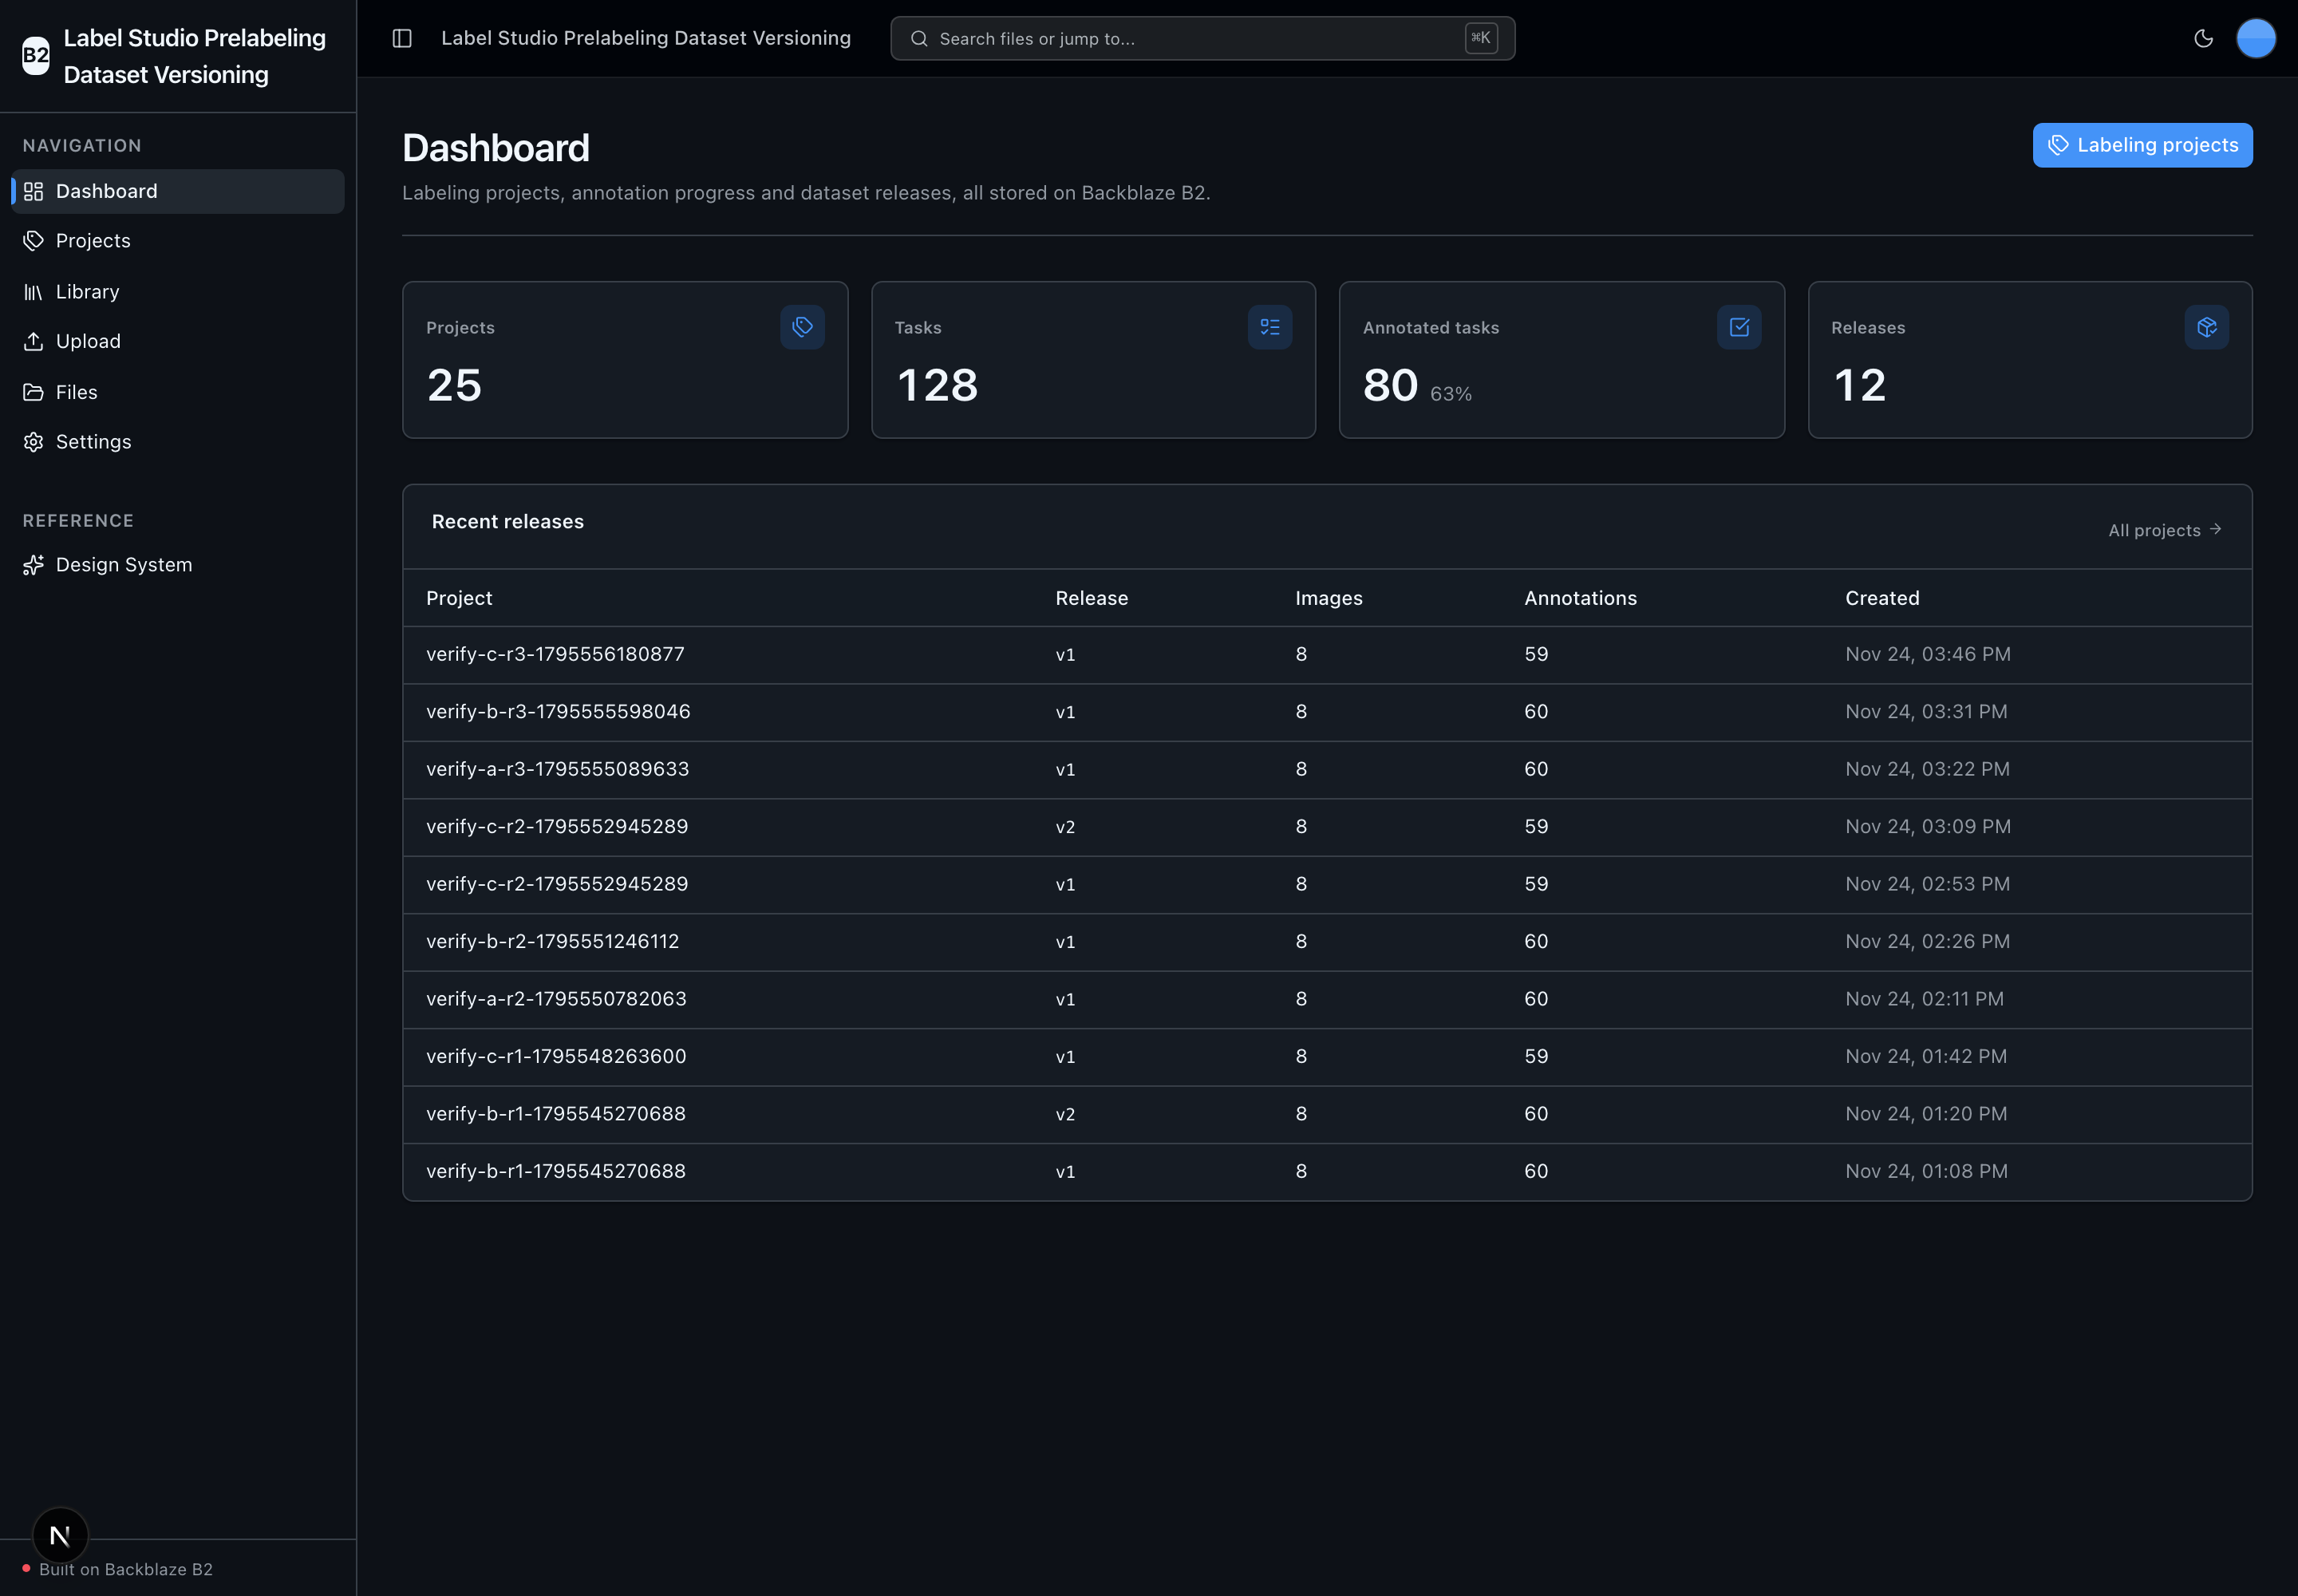 B2
Label Studio Prelabeling
Dataset Versioning
Label Studio Prelabeling Dataset Versioning
Search files or jump to...
⌘K
NAVIGATION
Dashboard
Projects
Library
Upload
Files
Settings
REFERENCE
Design System
Dashboard
Labeling projects
Labeling projects, annotation progress and dataset releases, all stored on Backblaze B2.
Projects
25
Tasks
128
Annotated tasks
80 63%
Releases
12
Recent releases
All projects →
Project Release Images Annotations Created
verify-c-r3-1795556180877 v1 8 59 Nov 24, 03:46 PM
verify-b-r3-1795555598046 v1 8 60 Nov 24, 03:31 PM
verify-a-r3-1795555089633 v1 8 60 Nov 24, 03:22 PM
verify-c-r2-1795552945289 v2 8 59 Nov 24, 03:09 PM
verify-c-r2-1795552945289 v1 8 59 Nov 24, 02:53 PM
verify-b-r2-1795551246112 v1 8 60 Nov 24, 02:26 PM
verify-a-r2-1795550782063 v1 8 60 Nov 24, 02:11 PM
verify-c-r1-1795548263600 v1 8 59 Nov 24, 01:42 PM
verify-b-r1-1795545270688 v2 8 60 Nov 24, 01:20 PM
verify-b-r1-1795545270688 v1 8 60 Nov 24, 01:08 PM
N
Built on Backblaze B2